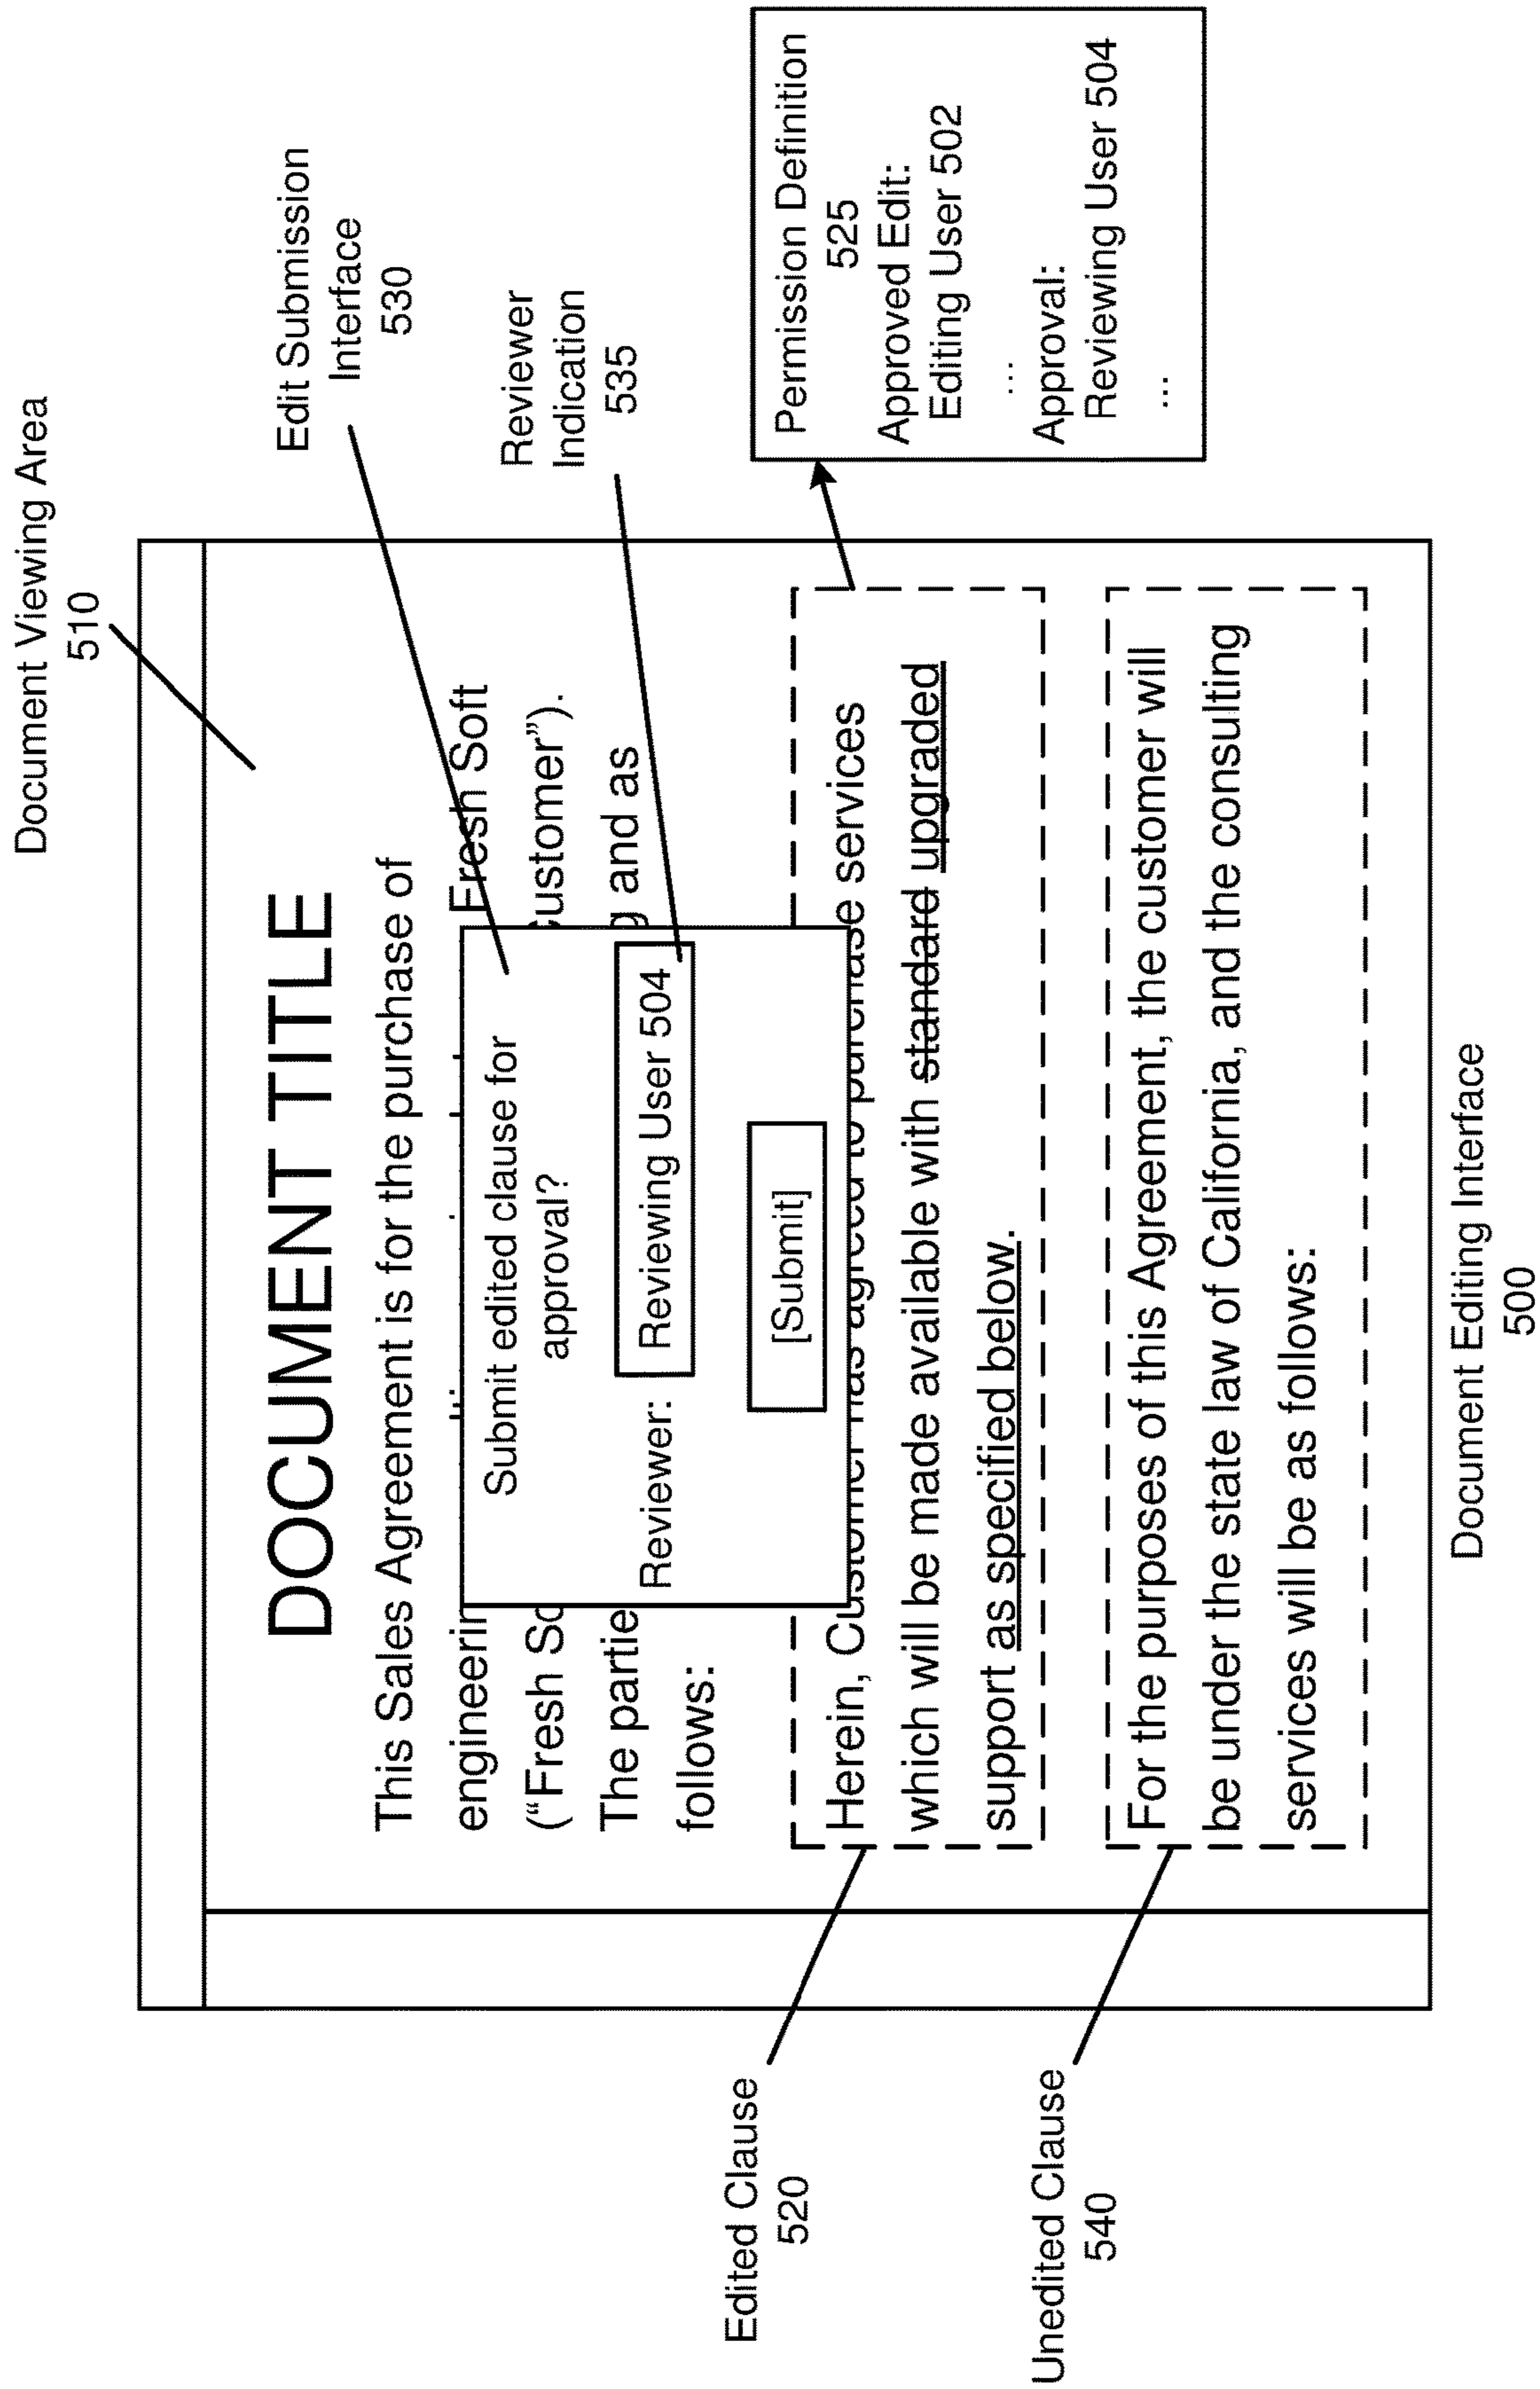 Document Viewing Area
510
Edit Submission
Interface
530
Reviewer
Indication
535
DOCUMENT TITLE
This Sales Agreement is for the purchase of
Fresh Soft
("Fresh
The
and as
follows:
Submit edited clause for
approval?
Reviewer: Reviewing User 504
[Submit]
Herein, Customer has agreed to purchase services
which will be made available with standard upgraded
support as specified below.
For the purposes of this Agreement, the customer will
be under the state law of California, and the consulting
services will be as follows:
Permission Definition
525
Approved Edit:
Editing User 502
...
Approval:
Reviewing User 504
...
Edited Clause
520
Unedited Clause
540
Document Editing Interface
500